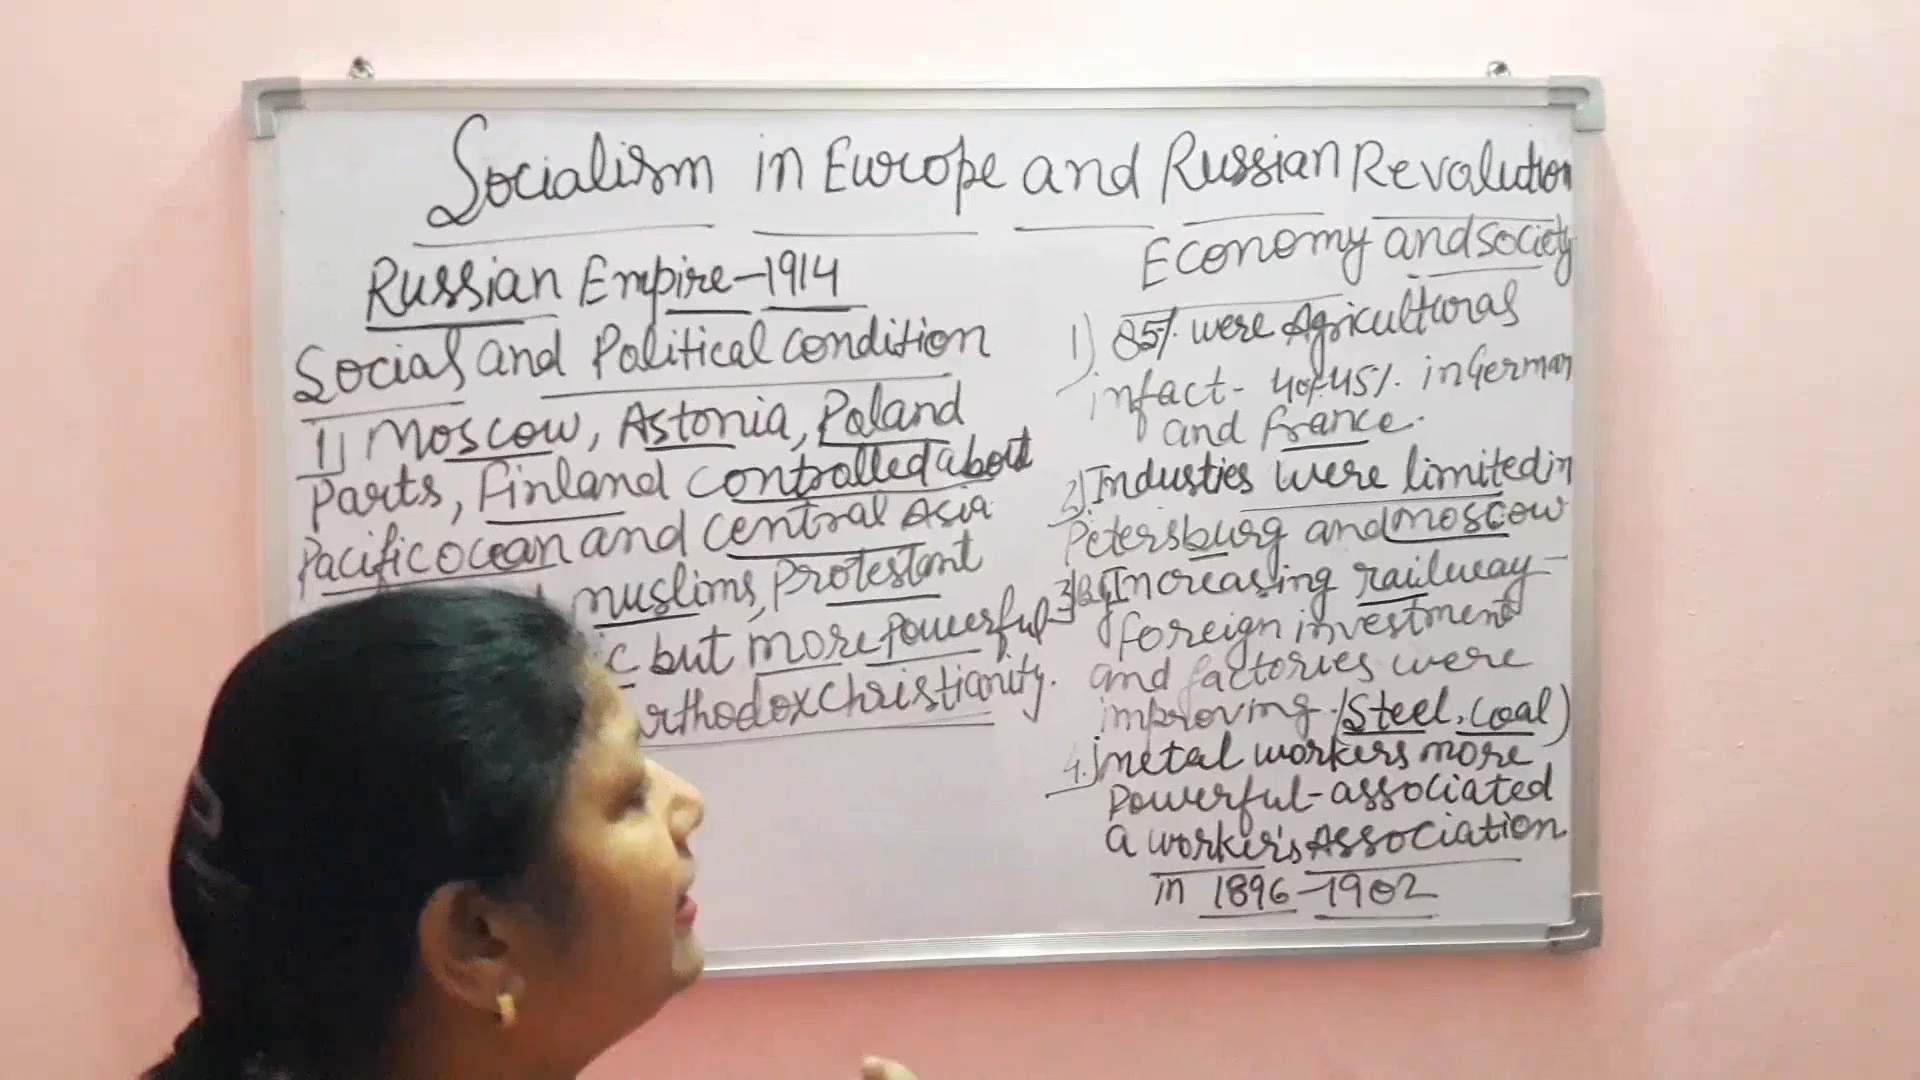 Socialism in Europe and Russian Revolution
Russian Empire-1914
Social and Political condition
1) Moscow, Astonia, Poland
Parts, Finland controlled about
Pacific ocean and central Asia
muslims, Protestant
c but more Powerful
rthodox Christianity.
Economy and society
1) 85% were Agricultural
infact- 40% 45% in German
and france.
2) Industies were limited in
Petersburg and moscow
3) Increasing railway-
foreign investment
and factories were
improving (Steel, Coal)
4.) metal workers more
Powerful-associated
a worker's Association
in 1896-1902